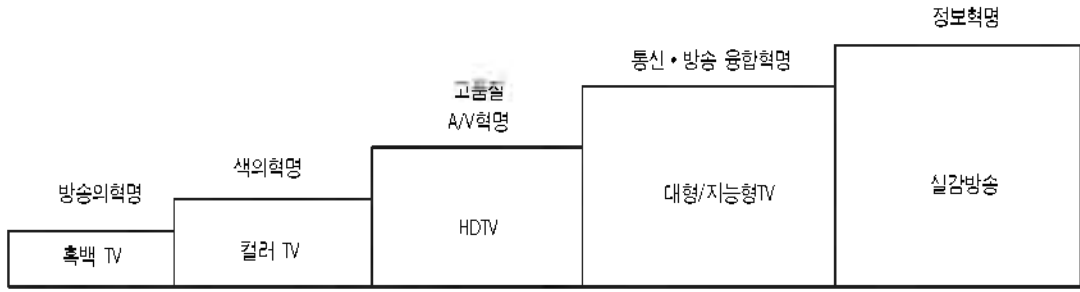 방송의혁명
흑백 TV
색의혁명
컬러 TV
고품질
A/V혁명
HDTV
통신•방송 융합혁명
대형/지능형TV
정보혁명
실감방송